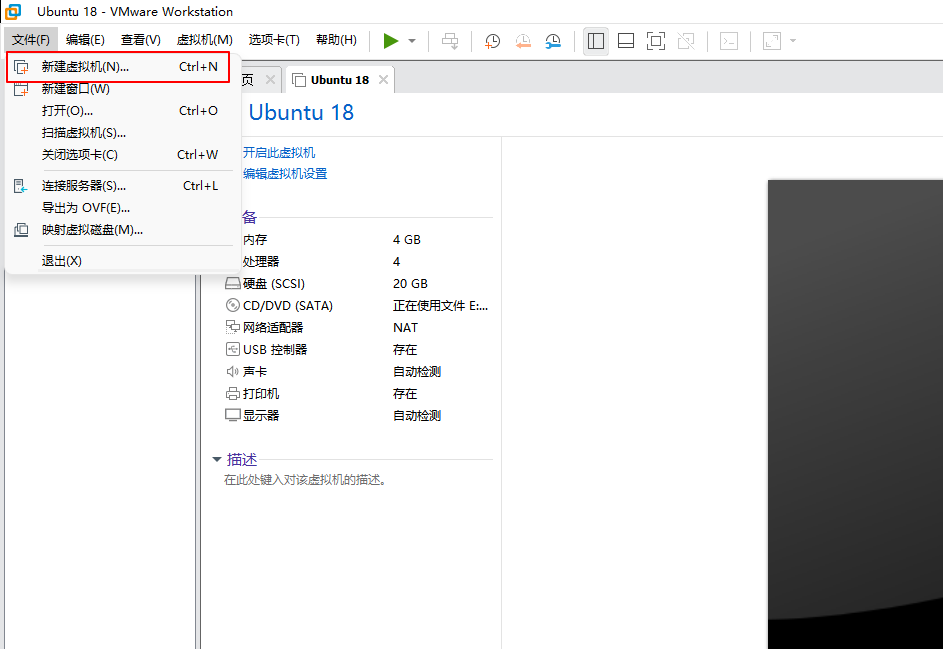 Ubuntu 18 - VMware Workstation
文件(F) 编辑(E) 查看(V) 虚拟机(M) 选项卡(T) 帮助(H)
新建虚拟机(N)... Ctrl+N
新建窗口(W)
打开(O)... Ctrl+O
扫描虚拟机(S)...
关闭选项卡(C) Ctrl+W
连接服务器(S)... Ctrl+L
导出为 OVF(E)...
映射虚拟磁盘(M)...
退出(X)
页 Ubuntu 18
Ubuntu 18
开启此虚拟机
编辑虚拟机设置
备
内存 4 GB
处理器 4
硬盘 (SCSI) 20 GB
CD/DVD (SATA) 正在使用文件 E:...
网络适配器 NAT
USB 控制器 存在
声卡 自动检测
打印机 存在
显示器 自动检测
描述
在此处键入对该虚拟机的描述。